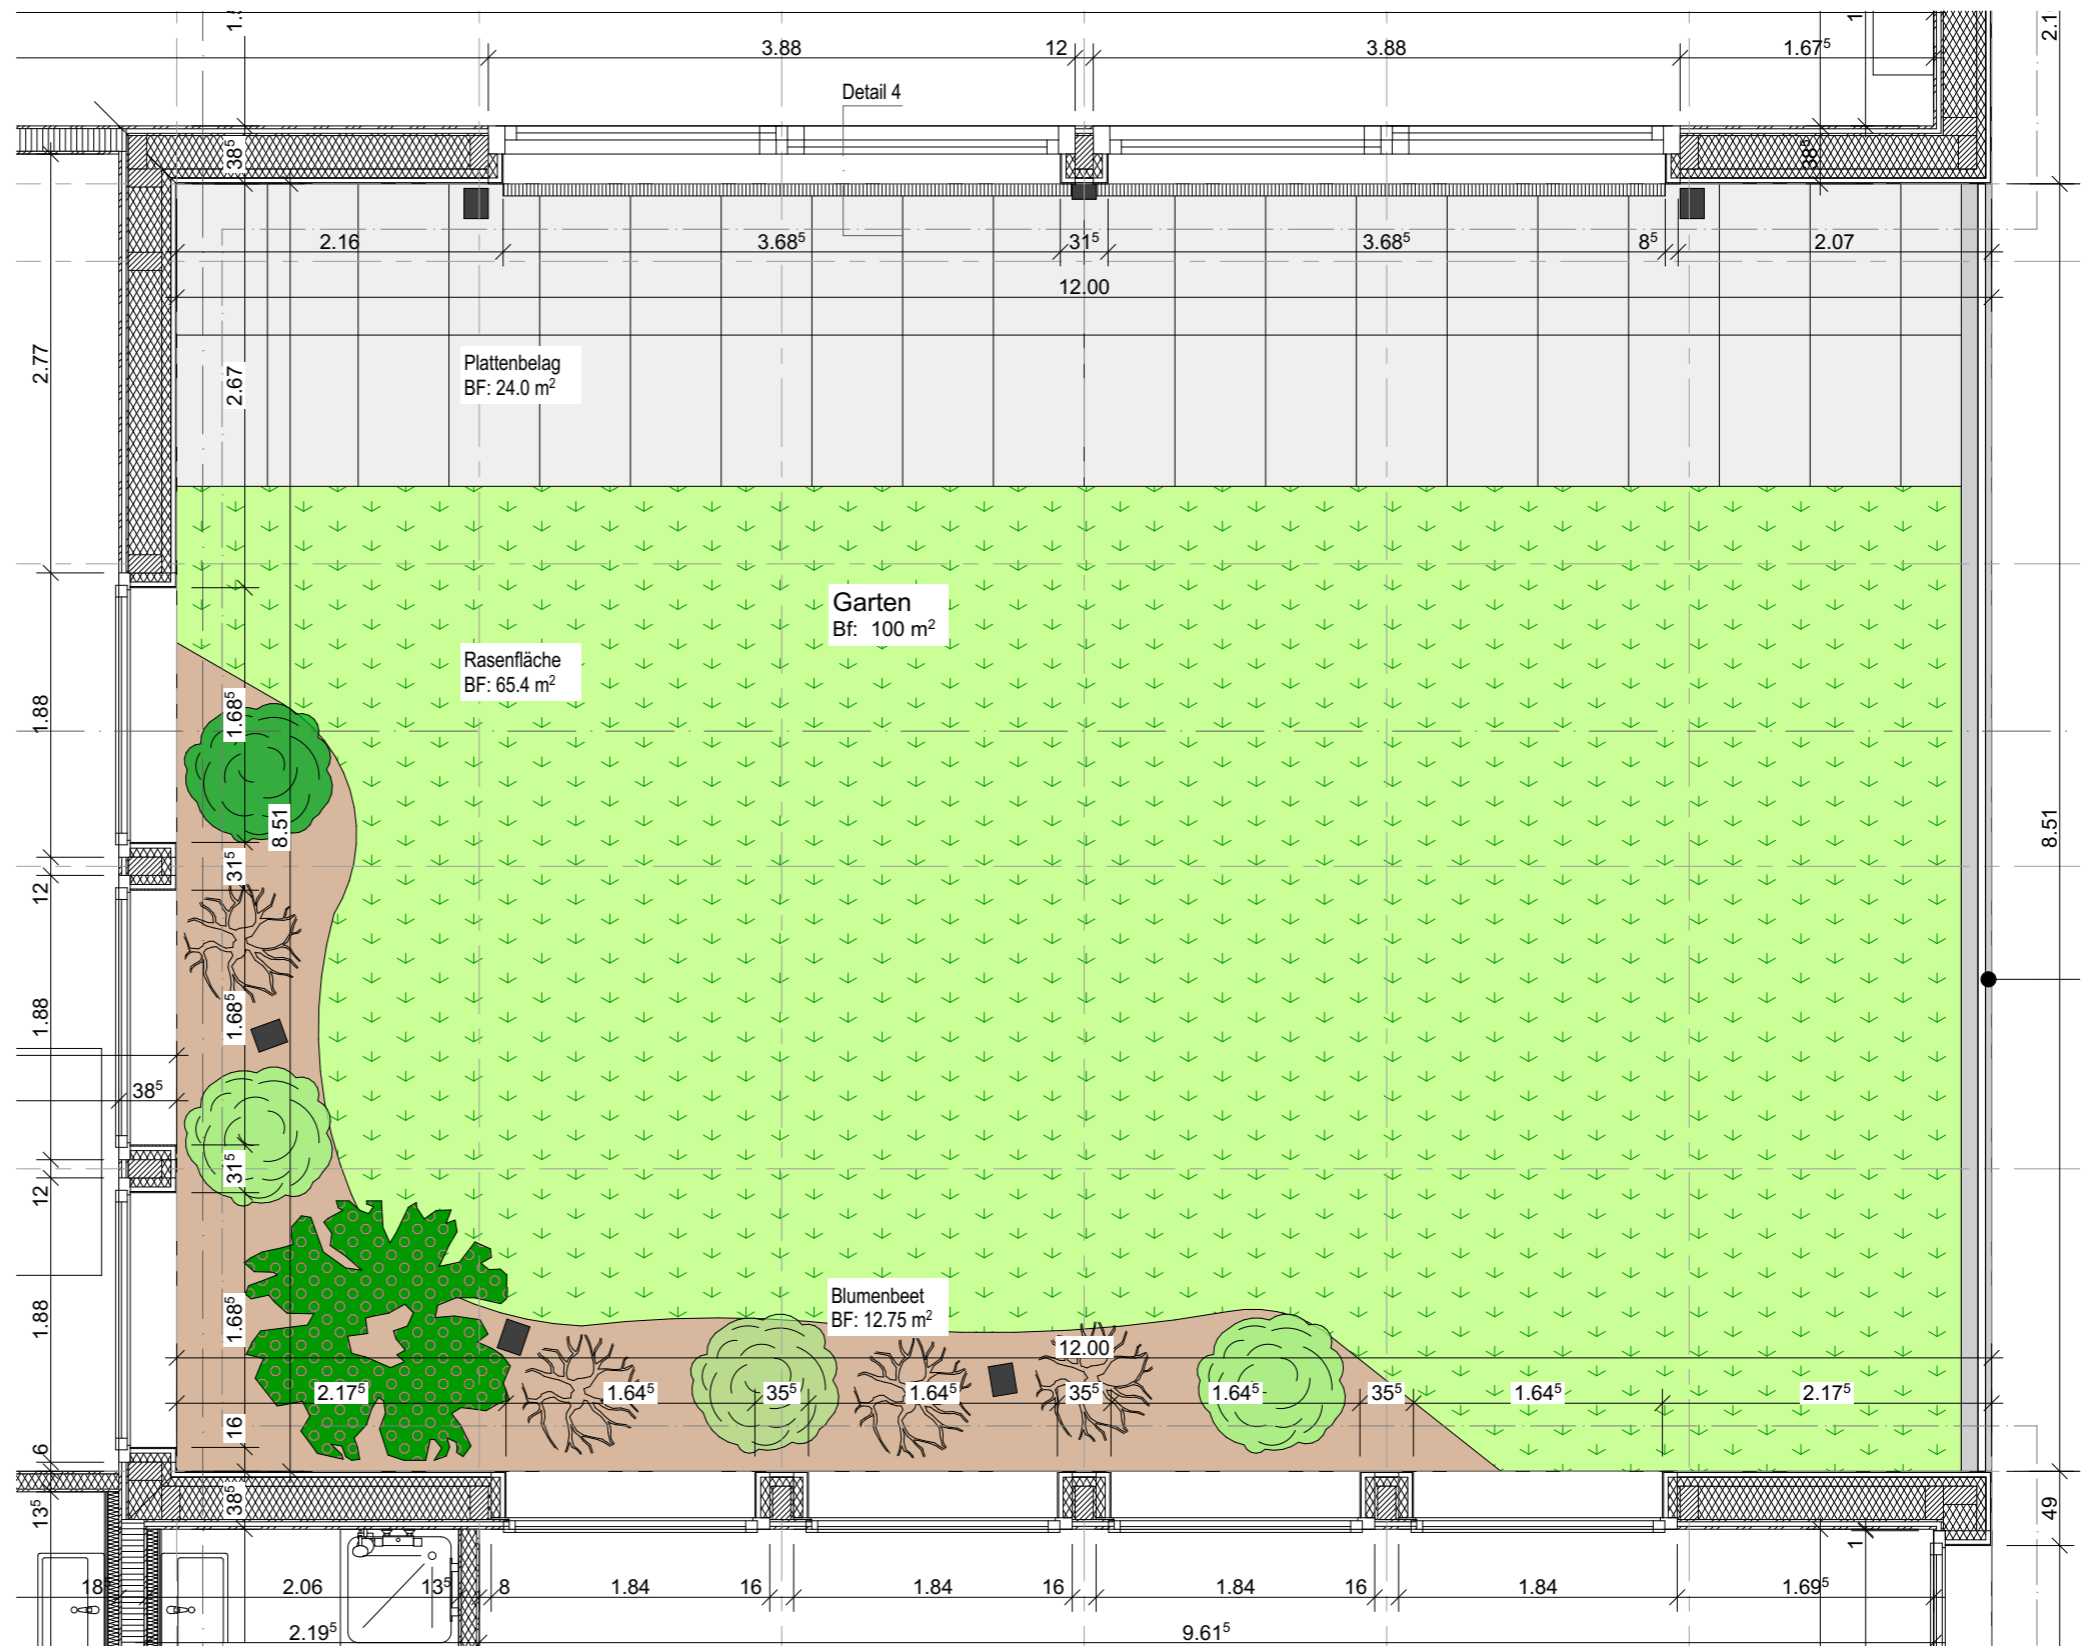 3.88 12 3.88 1.67⁵
2.1
1
Detail 4
38⁵ 38⁵
2.16 3.68⁵ 31⁵ 3.68⁵ 8⁵ 2.07
12.00
2.77
2.67
Plattenbelag
BF: 24.0 m²
Garten
Bf: 100 m²
Rasenfläche
BF: 65.4 m²
1.88
1.68⁵
8.51
8.51
31⁵
12
1.88
1.68⁵
38⁵
31⁵
12
1.88
1.68⁵
Blumenbeet
BF: 12.75 m²
12.00
2.17⁵ 1.64⁵ 35⁵ 1.64⁵ 35⁵ 1.64⁵ 35⁵ 1.64⁵ 2.17⁵
16
6
38⁵
13⁵
49
1
18 2.06 13⁵ 8 1.84 16 1.84 16 1.84 16 1.84 1.69⁵
2.19⁵ 9.61⁵